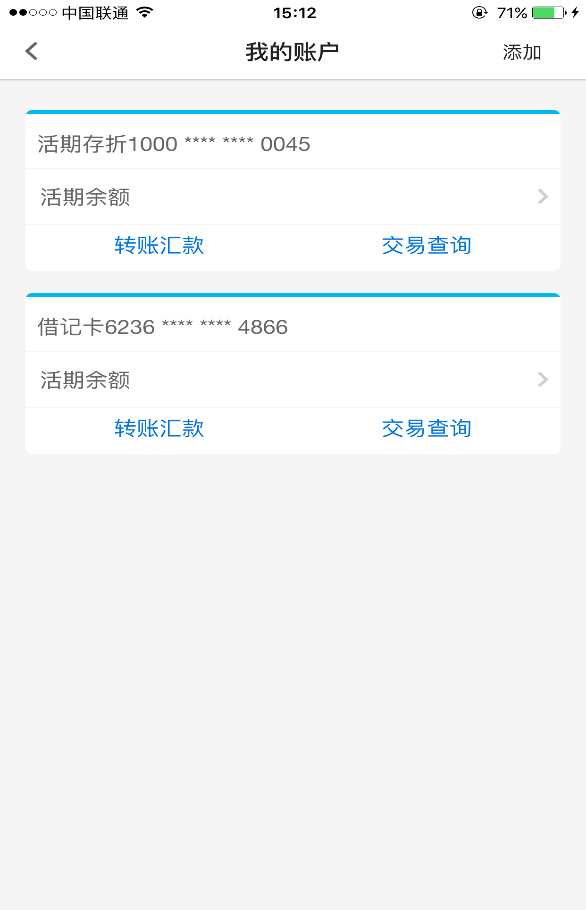 中国联通 15:12 71%
我的账户 添加
活期存折1000 **** **** 0045
活期余额
转账汇款 交易查询
借记卡6236 **** **** 4866
活期余额
转账汇款 交易查询